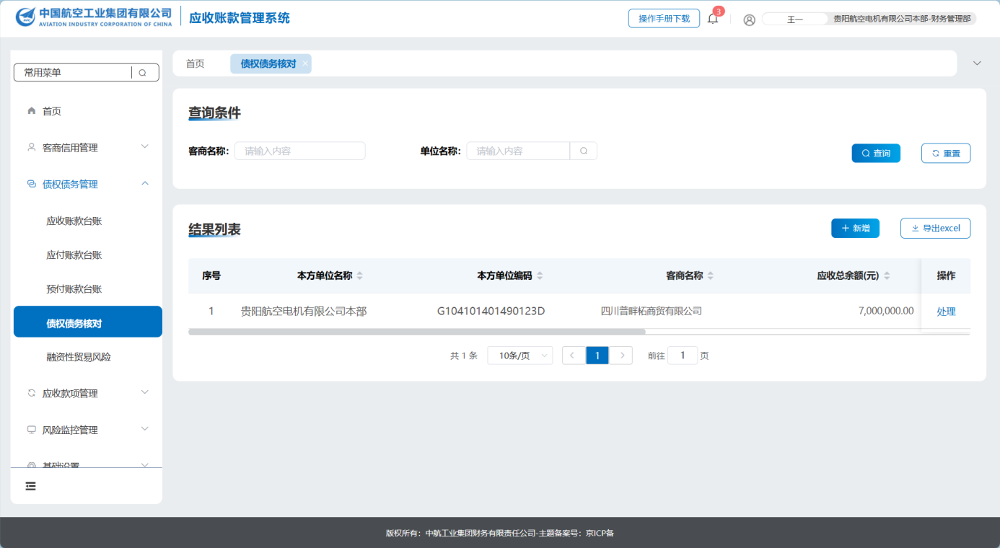 中国航空工业集团有限公司
AVIATION INDUSTRY CORPORATION OF CHINA
应收账款管理系统
操作手册下载
3
王一
贵阳航空电机有限公司本部-财务管理部
常用菜单
首页
客商信用管理
债权债务管理
应收账款台账
应付账款台账
预付账款台账
债权债务核对
融资性贸易风险
应收款项管理
风险监控管理
基础设置
首页
债权债务核对
查询条件
客商名称： 请输入内容
单位名称： 请输入内容
查询
重置
结果列表
新增
导出excel
序号 本方单位名称 本方单位编码 客商名称 应收总余额(元) 操作
1 贵阳航空电机有限公司本部 G104101401490123D 四川普畔柘商贸有限公司 7,000,000.00 处理
共 1 条 10条/页 1 前往 1 页
版权所有：中航工业集团财务有限责任公司-主题备案号：京ICP备